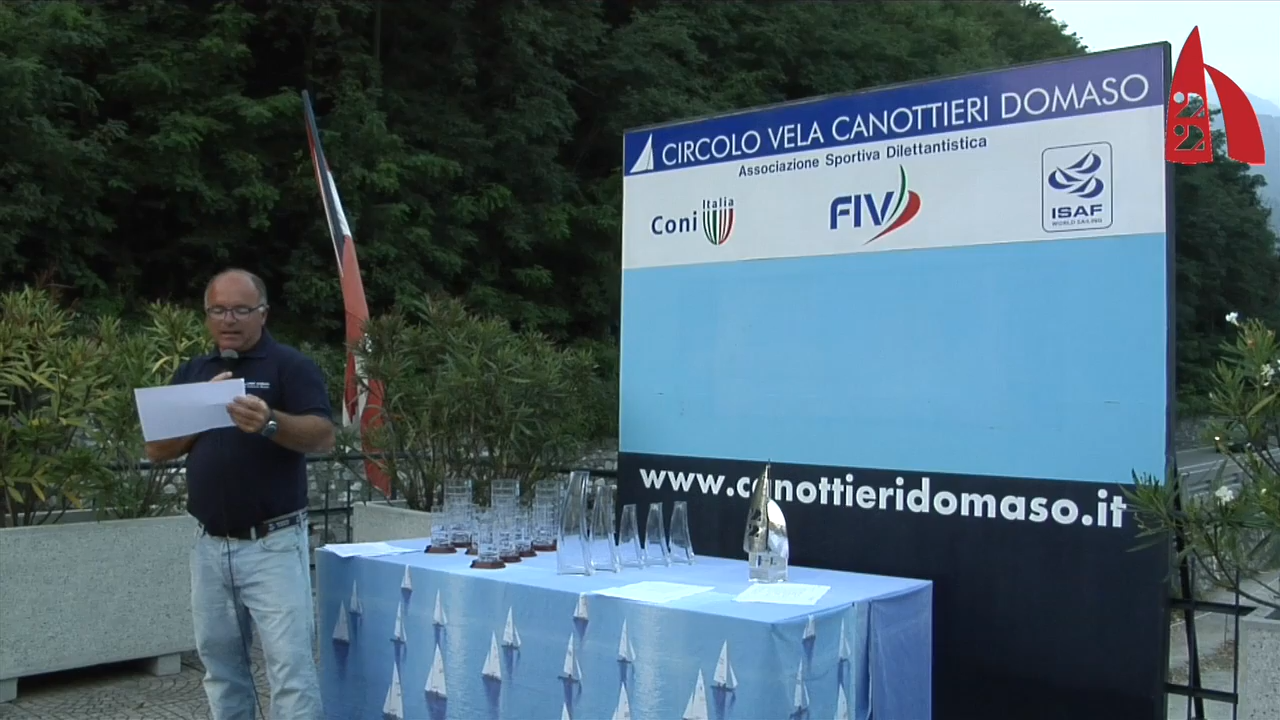 CIRCOLO VELA CANOTTIERI DOMASO
Associazione Sportiva Dilettantistica
Coni Italia
FIV
ISAF
WORLD SAILING
www.canottieridomaso.it